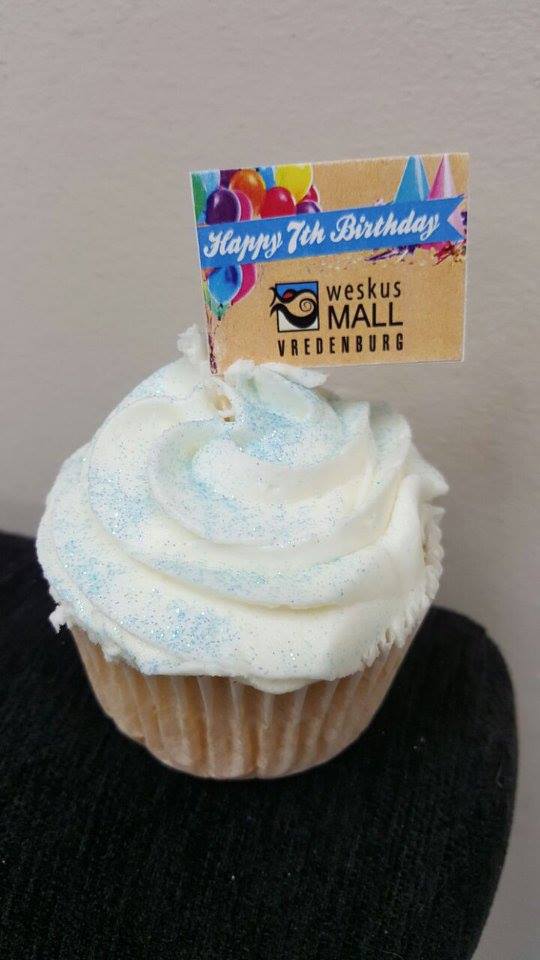 Happy 7th Birthday
weskus
MALL
VREDENBURG